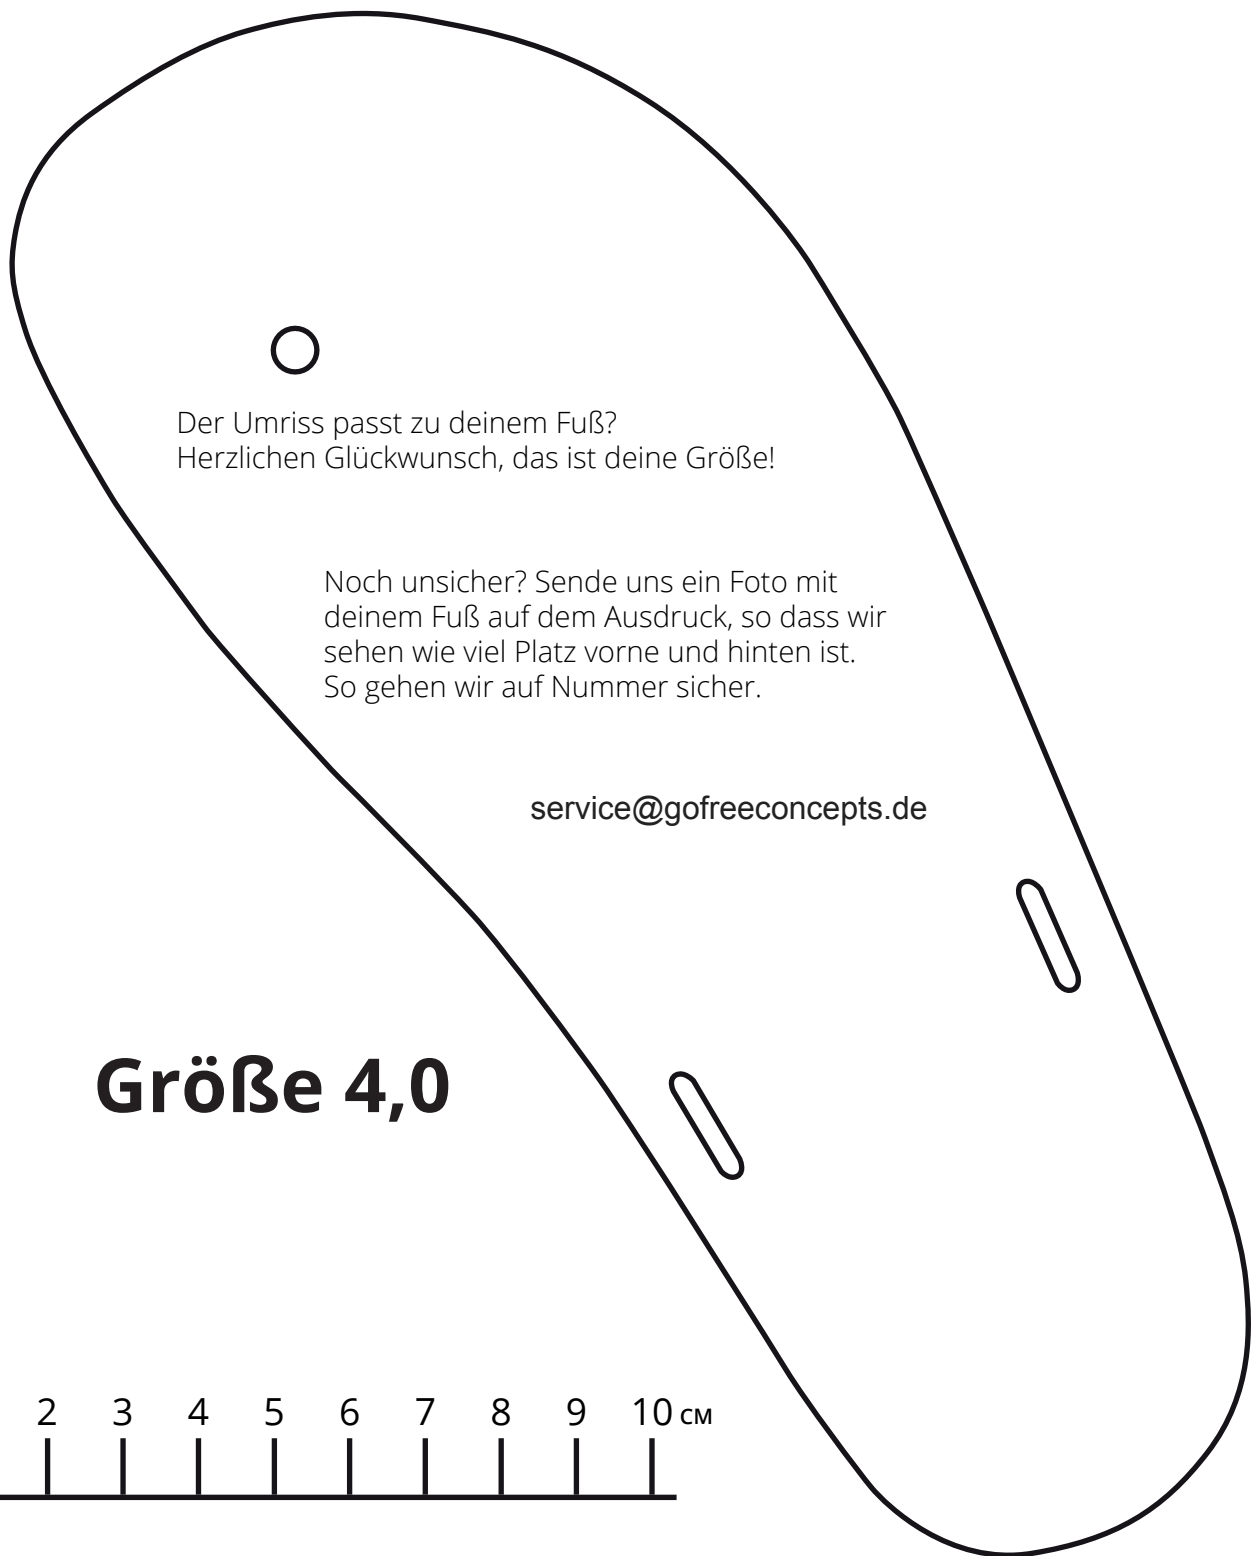 Der Umriss passt zu deinem Fuß?
Herzlichen Glückwunsch, das ist deine Größe!
Noch unsicher? Sende uns ein Foto mit
deinem Fuß auf dem Ausdruck, so dass wir
sehen wie viel Platz vorne und hinten ist.
So gehen wir auf Nummer sicher.
service@gofreeconcepts.de
Größe 4,0
2 3 4 5 6 7 8 9 10 см